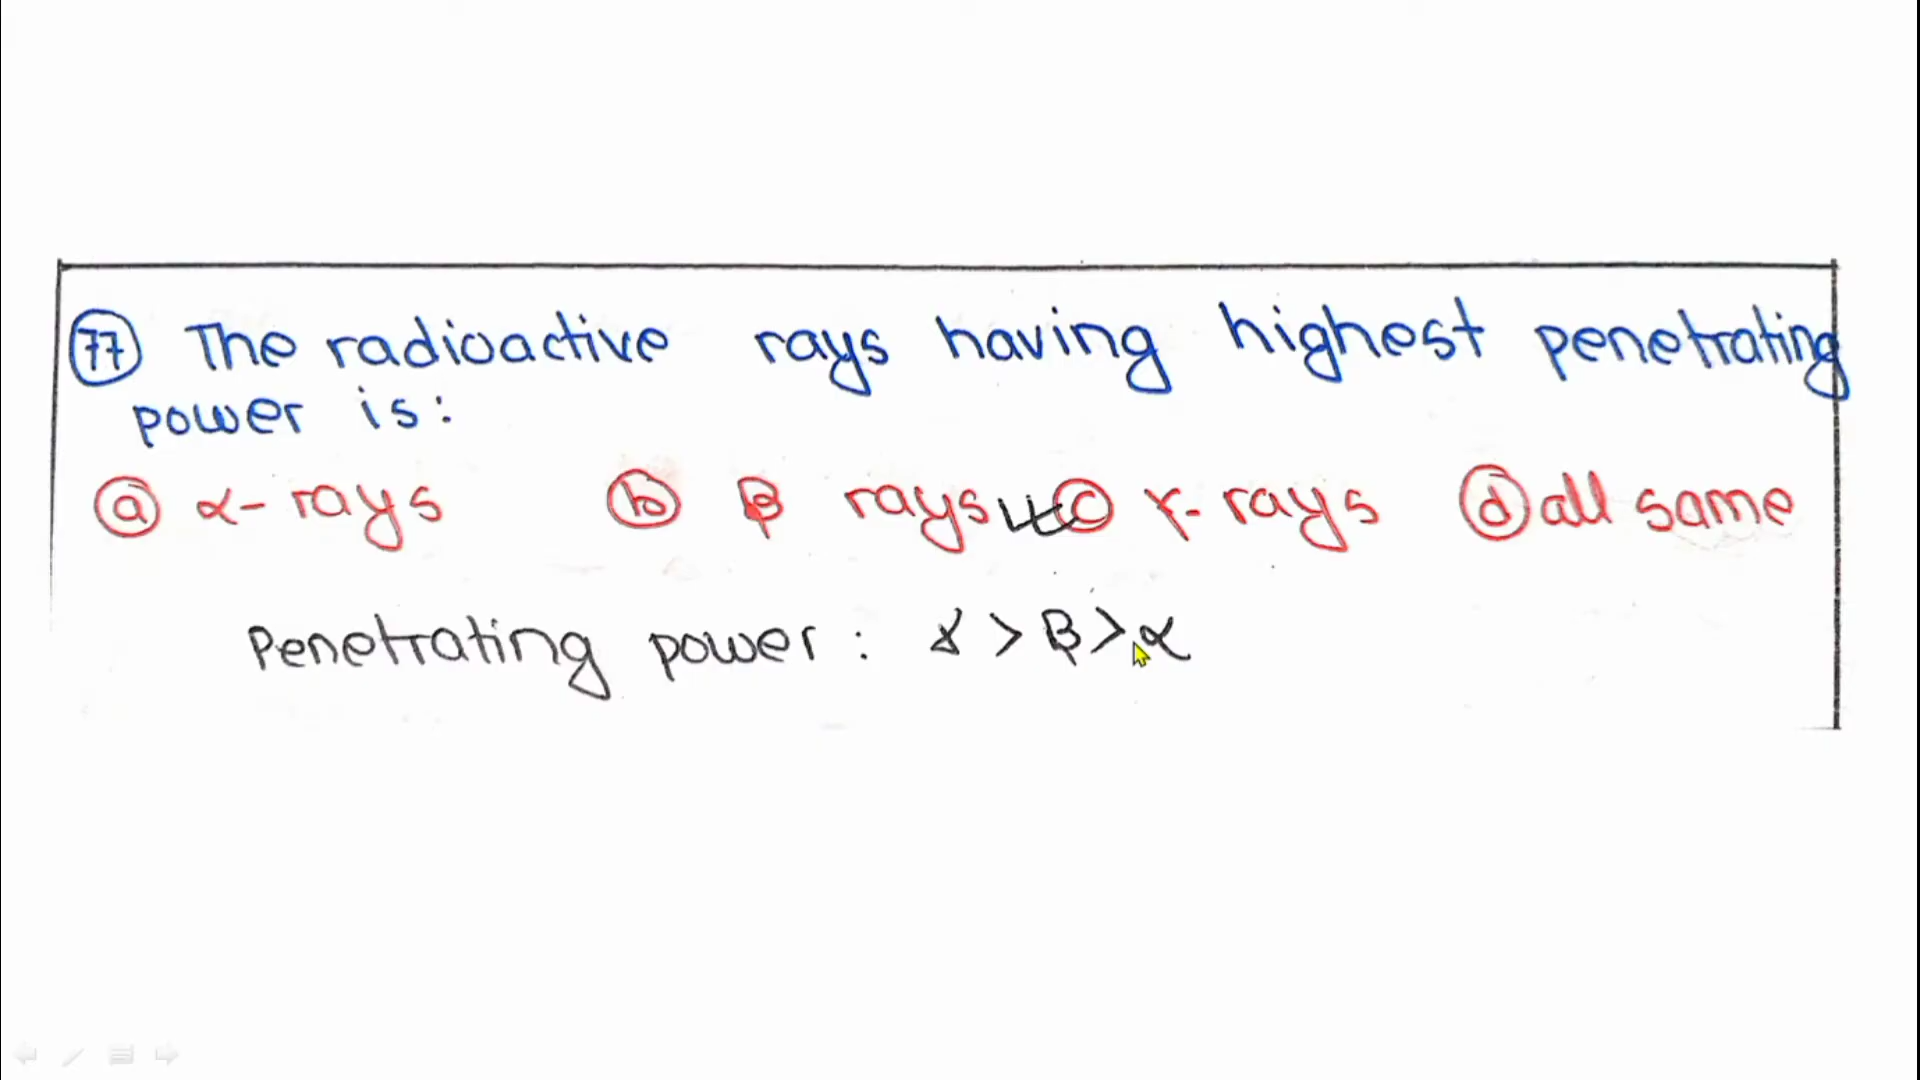 77 The radioactive rays having highest penetrating
power is:
a α- rays b β rays c γ- rays d all same
Penetrating power : γ > β > α